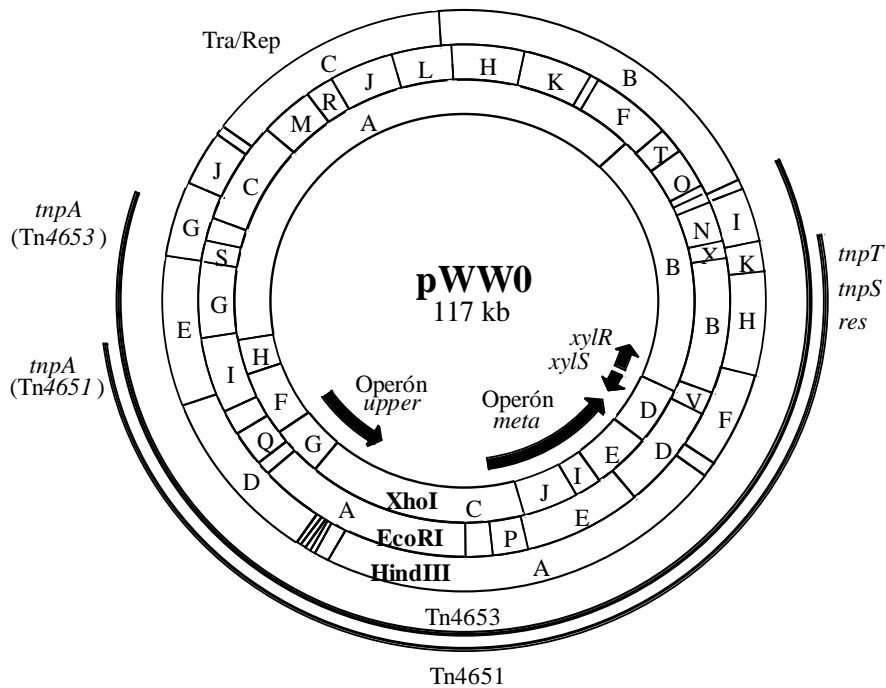 Tra/Rep
C
B
J
L
H
K
R
M
A
F
T
O
J
C
G
S
N
X
I
K
tnpA
(Tn4653)
pWW0
117 kb
B
tnpT
tnpS
res
E
G
B
H
xylR
xylS
tnpA
(Tn4651)
H
I
F
Operón
upper
Operón
meta
D
V
F
Q
G
E
D
D
I
J
XhoI
C
A
E
EcoRI
P
HindIII
A
Tn4653
Tn4651